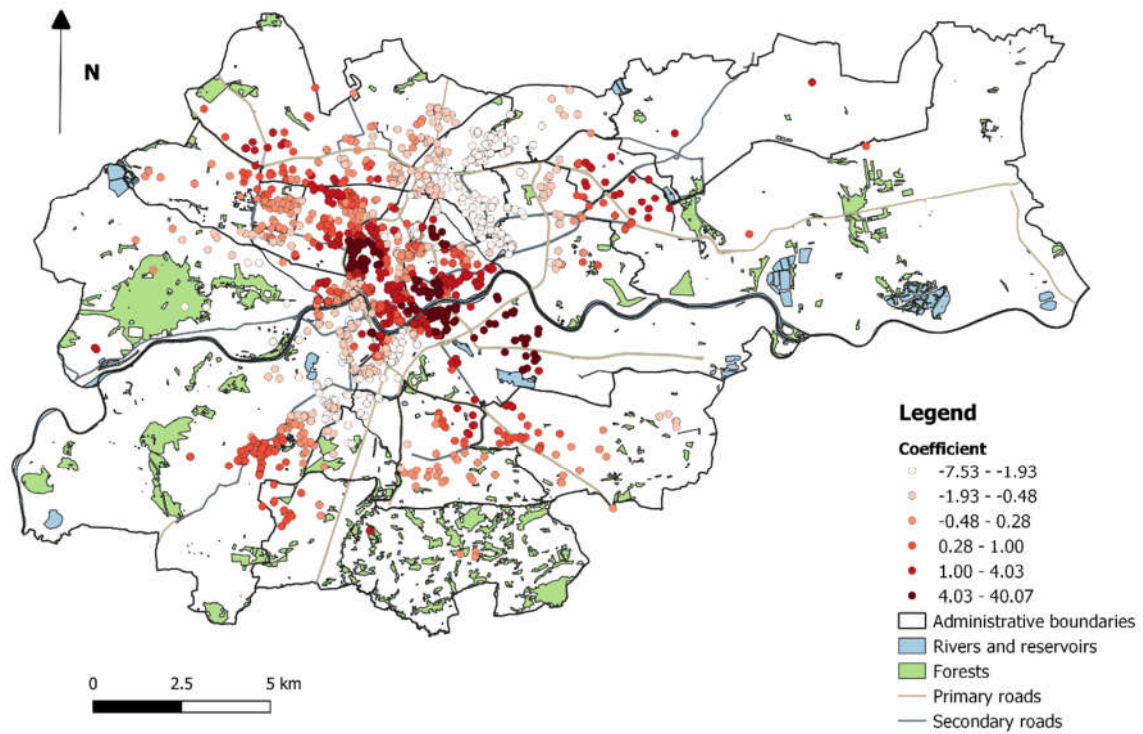 N
Legend
Coefficient
-7.53 - -1.93
-1.93 - -0.48
-0.48 - 0.28
0.28 - 1.00
1.00 - 4.03
4.03 - 40.07
Administrative boundaries
Rivers and reservoirs
Forests
Primary roads
Secondary roads
0 2.5 5 km